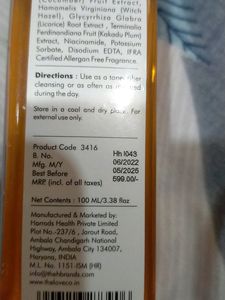 (Cucumber) Fruit Extract,
Hamamelis Virginiana (Witch
Hazel), Glycyrrhiza Glabra
(Licorice) Root Extract , Terminalia
Ferdinandiana Fruit (Kakadu Plum)
Extract, Niacinamide, Potassium
Sorbate, Disodium EDTA, IFRA
Certified Allergen Free Fragrance.
Directions : Use as a toner after
cleansing or as often as
during the day.
Store in a cool and dry place. For
external use only.
Product Code 3416
B. No. Hh I043
Mfg. M/Y 06/2022
Best Before 05/2025
MRP. (incl. of all taxes) 599.00/-
Net Contents : 100 ML/3.38 fl.oz
Manufactured & Marketed by:
Harrods Health Private Limited
Plot No.-237/6 , Jarout Road,
Ambala Chandigarh National
Highway, Ambala City 134007,
Haryana, INDIA
M.L No. 1151-ISM (HR)
info@thehbrands.com
theloveco.in